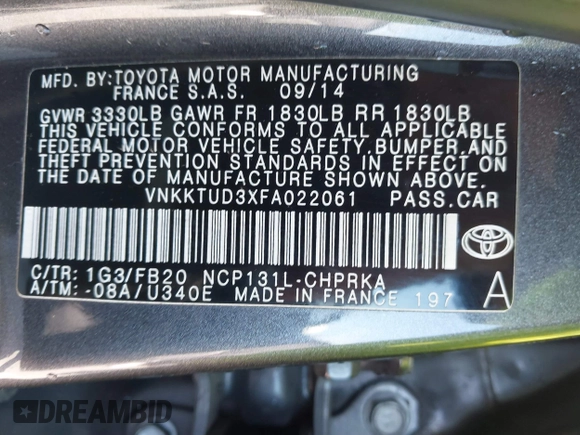 MFD. BY: TOYOTA MOTOR MANUFACTURING
FRANCE S.A.S. 09/14
GVWR 3330LB GAWR FR 1830LB RR 1830LB
THIS VEHICLE CONFORMS TO ALL APPLICABLE
FEDERAL MOTOR VEHICLE SAFETY, BUMPER, AND
THEFT PREVENTION STANDARDS IN EFFECT ON
THE DATE OF MANUFACTURE SHOWN ABOVE.
VNKKTUD3XFA022061 PASS.CAR
C/TR: 1G3/FB20 NCP131L-CHPRKA
A/TM: -08A/U340E MADE IN FRANCE 197 A
TOYOTA
DREAMBID